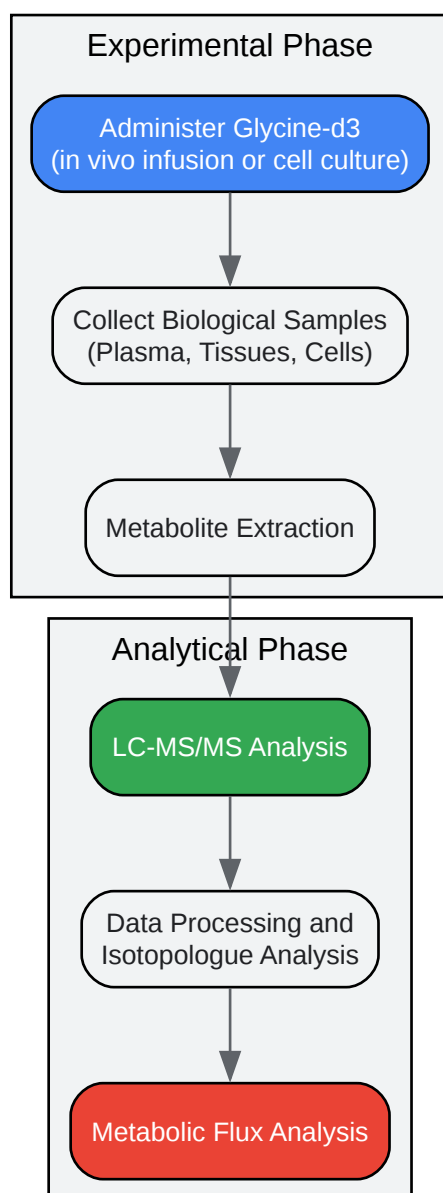 Experimental Phase
Administer Glycine-d3
(in vivo infusion or cell culture)
Collect Biological Samples
(Plasma, Tissues, Cells)
Metabolite Extraction
Analytical Phase
LC-MS/MS Analysis
Data Processing and
Isotopologue Analysis
Metabolic Flux Analysis